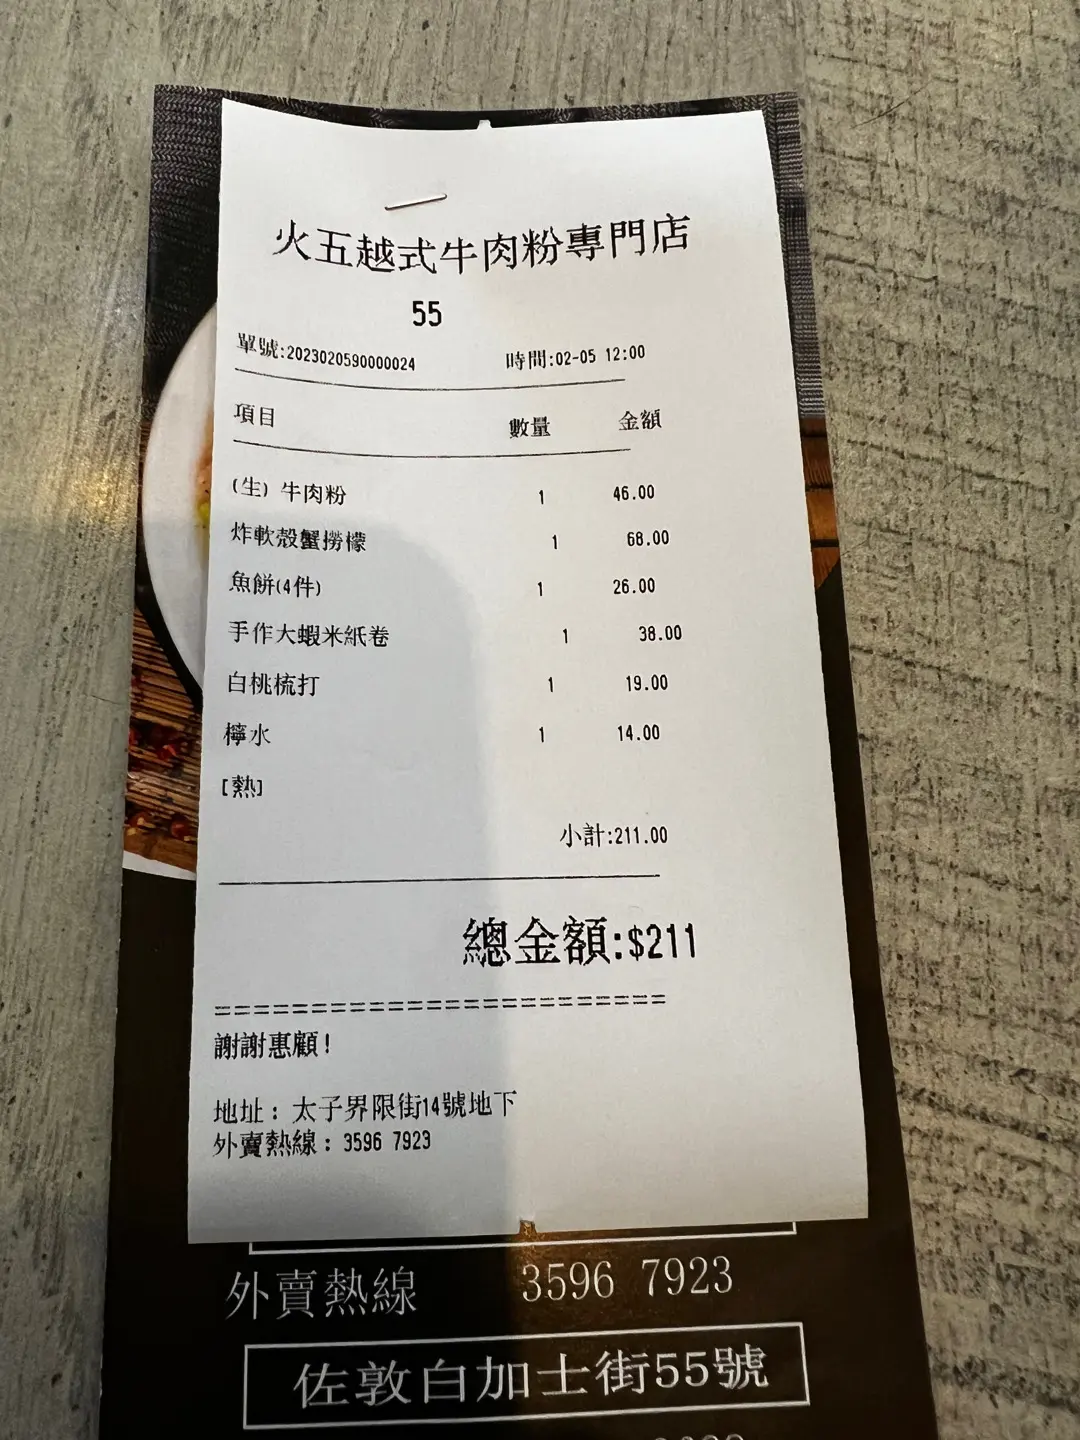 火五越式牛肉粉專門店
55
單號:2023020590000024 時間:02-05 12:00
項目 數量 金額
(生) 牛肉粉 1 46.00
炸軟殼蟹撈檬 1 68.00
魚餅(4件) 1 26.00
手作大蝦米紙卷 1 38.00
白桃梳打 1 19.00
檸水 1 14.00
[熱]
小計:211.00
總金額:$211
=======================
謝謝惠顧!
地址: 太子界限街14號地下
外賣熱線: 3596 7923
外賣熱線 3596 7923
佐敦白加士街55號